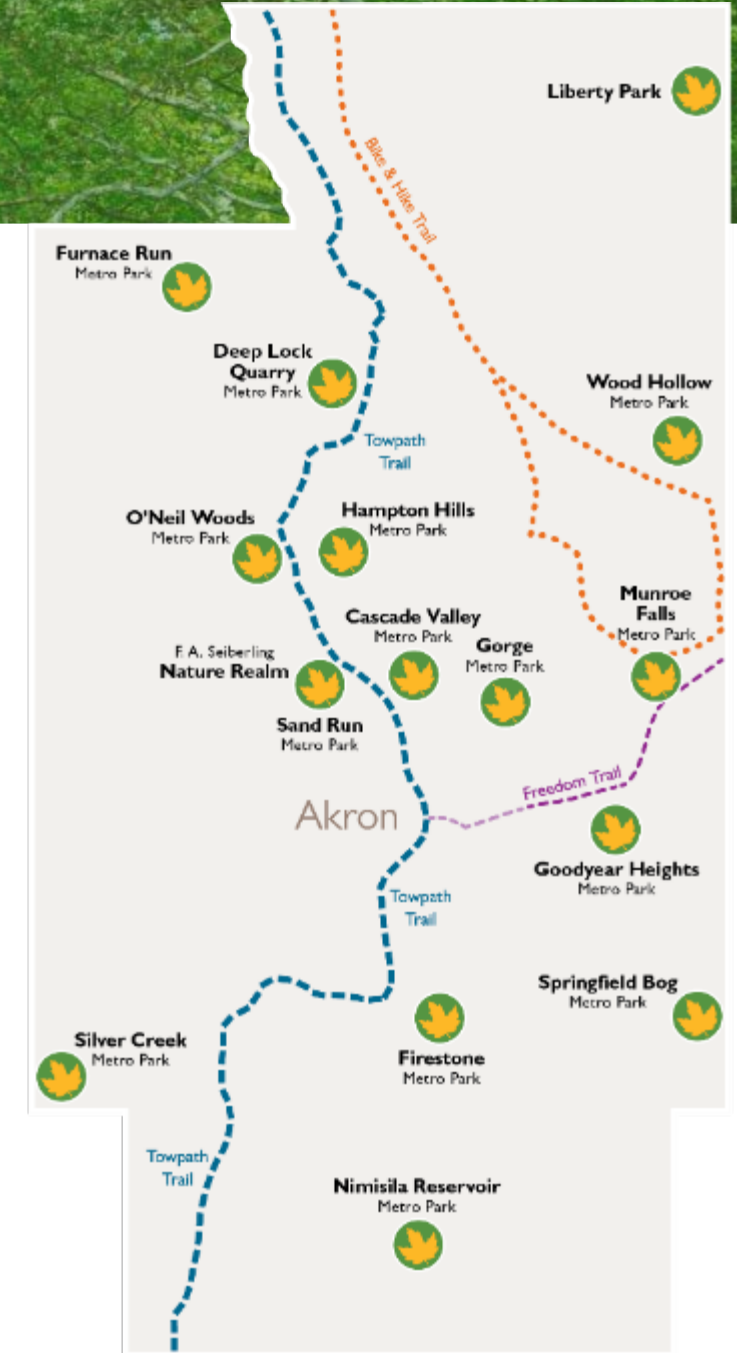 Liberty Park
Bike & Hike Trail
Furnace Run
Metro Park
Deep Lock
Quarry
Metro Park
Wood Hollow
Metro Park
Towpath
Trail
Hampton Hills
Metro Park
O'Neil Woods
Metro Park
Munroe
Falls
Metro Park
Cascade Valley
Metro Park
Gorge
Metro Park
F. A. Seiberling
Nature Realm
Sand Run
Metro Park
Freedom Trail
Akron
Goodyear Heights
Metro Park
Towpath
Trail
Springfield Bog
Metro Park
Silver Creek
Metro Park
Firestone
Metro Park
Towpath
Trail
Nimisila Reservoir
Metro Park